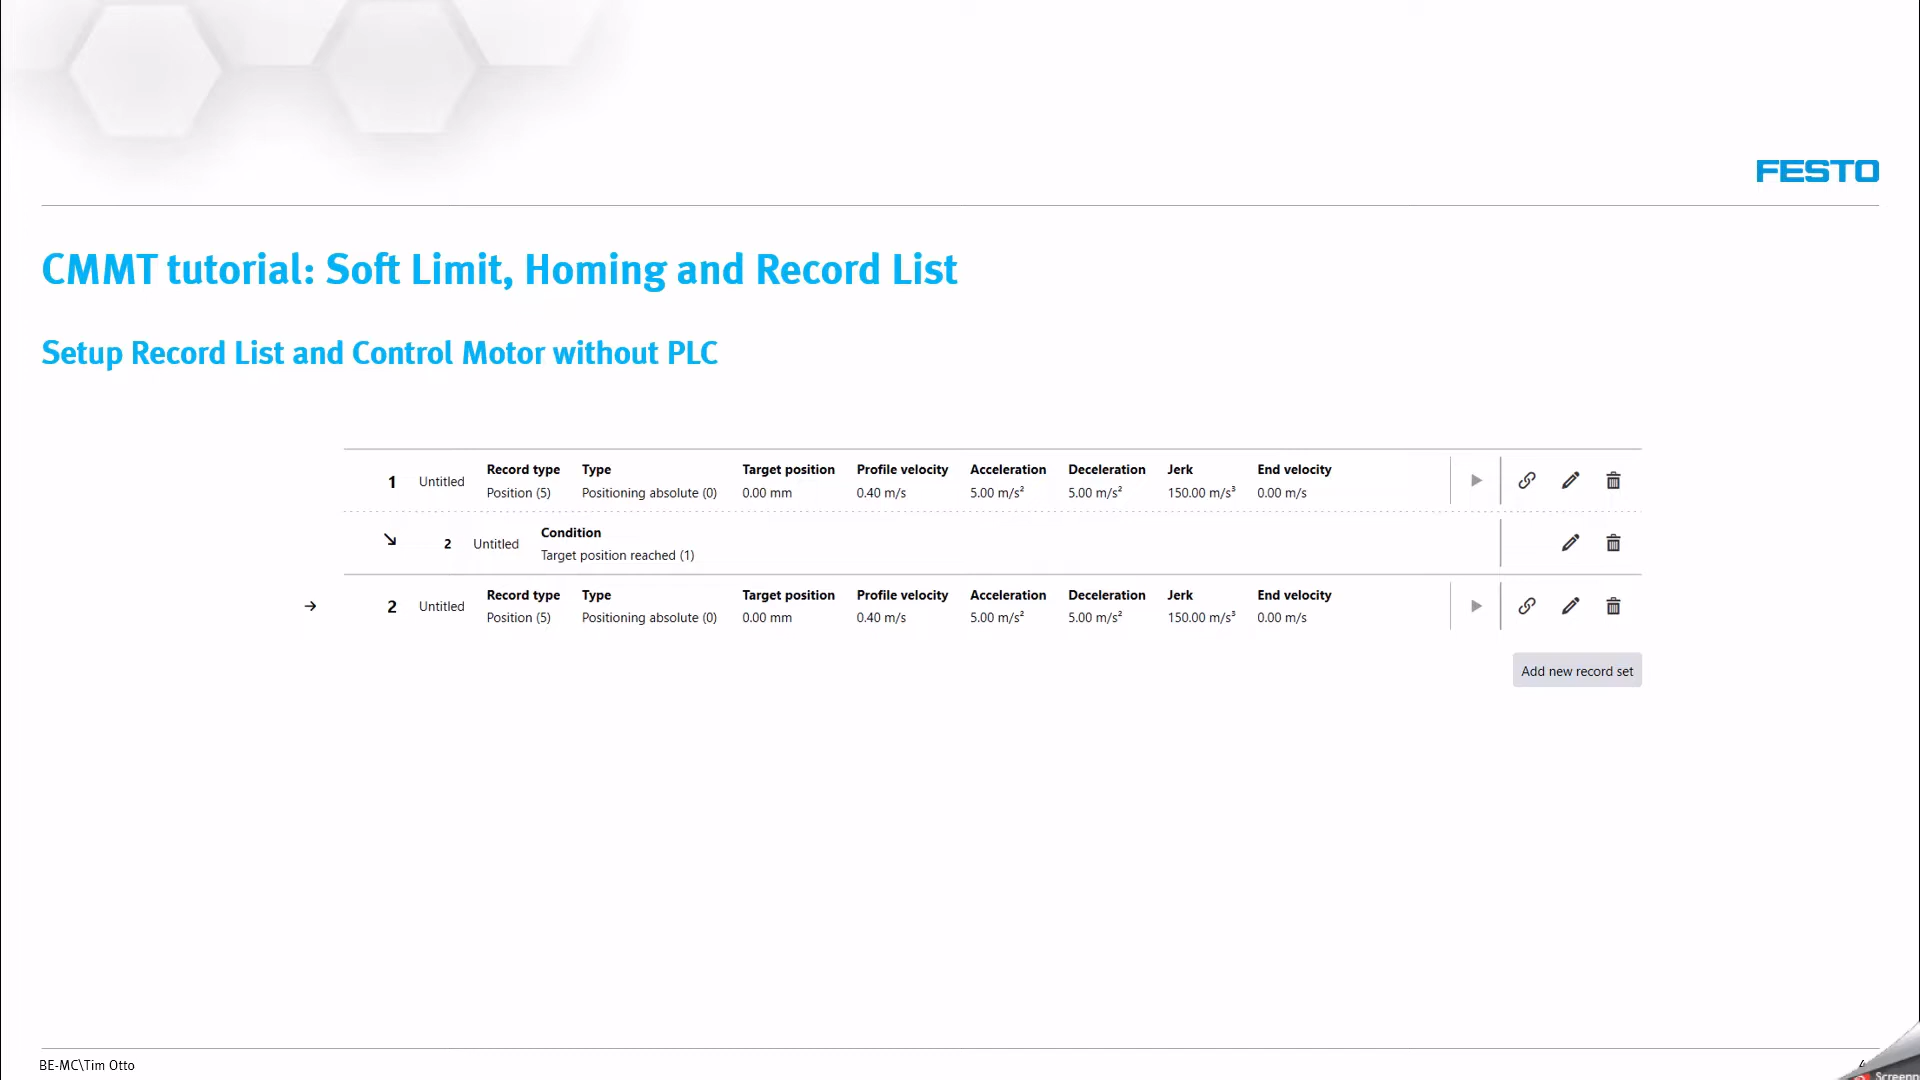 FESTO
CMMT tutorial: Soft Limit, Homing and Record List
Setup Record List and Control Motor without PLC
1 Untitled Record type Type Target position Profile velocity Acceleration Deceleration Jerk End velocity
Position (5) Positioning absolute (0) 0.00 mm 0.40 m/s 5.00 m/s² 5.00 m/s² 150.00 m/s³ 0.00 m/s
↘ 2 Untitled Condition
Target position reached (1)
→ 2 Untitled Record type Type Target position Profile velocity Acceleration Deceleration Jerk End velocity
Position (5) Positioning absolute (0) 0.00 mm 0.40 m/s 5.00 m/s² 5.00 m/s² 150.00 m/s³ 0.00 m/s
Add new record set
BE-MC\Tim Otto